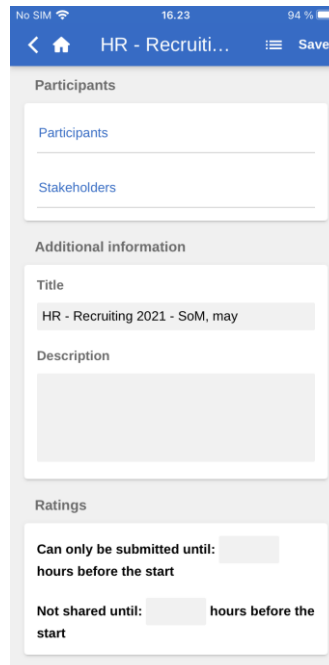 No SIM 16.23 94 %
HR - Recruiti... Save
Participants
Participants
Stakeholders
Additional information
Title
HR - Recruiting 2021 - SoM, may
Description
Ratings
Can only be submitted until:
hours before the start
Not shared until: hours before the
start